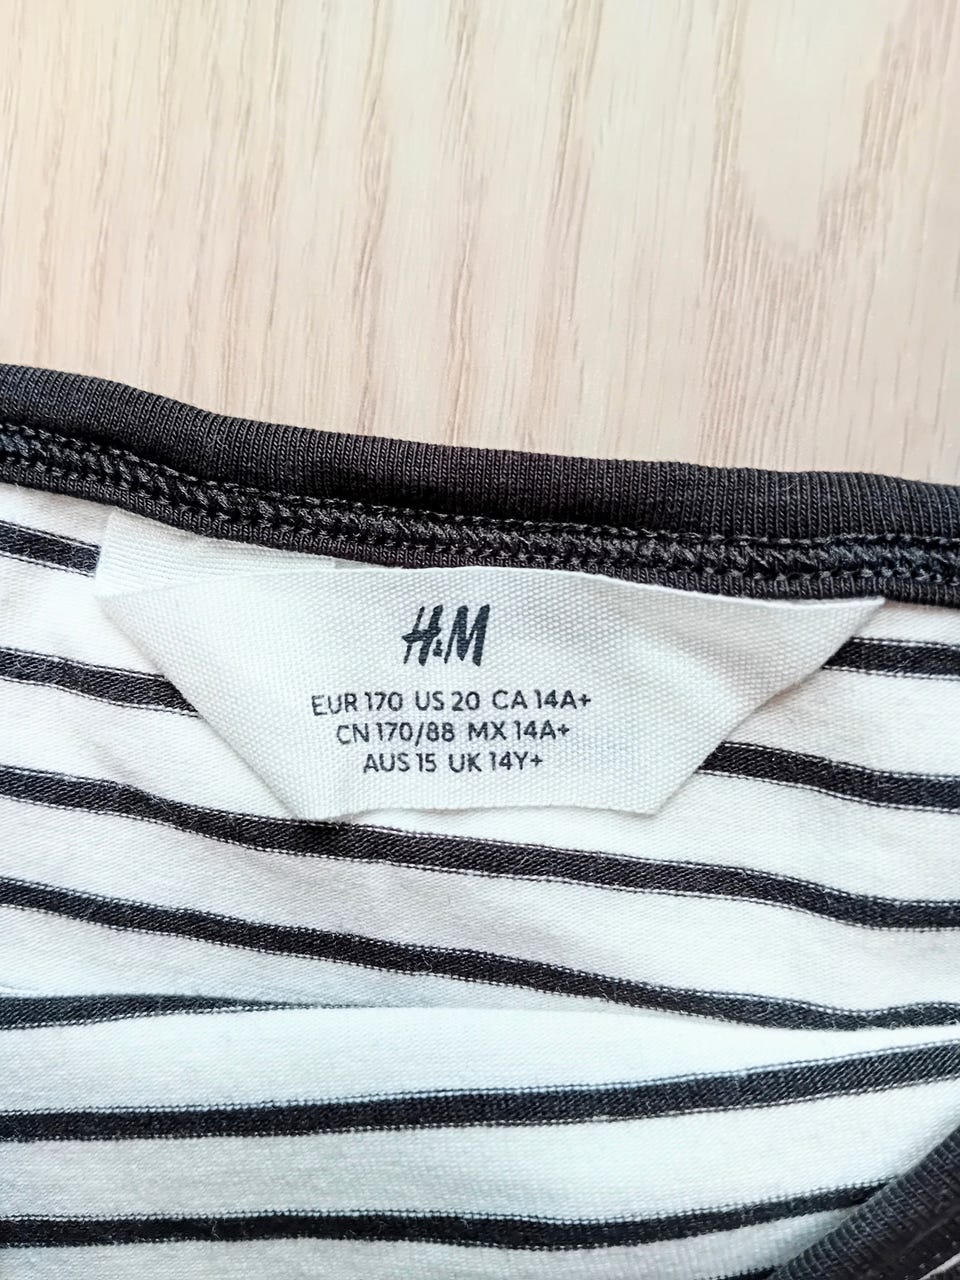 H&M
EUR 170 US 20 CA 14A+
CN 170/88 MX 14A+
AUS 15 UK 14Y+